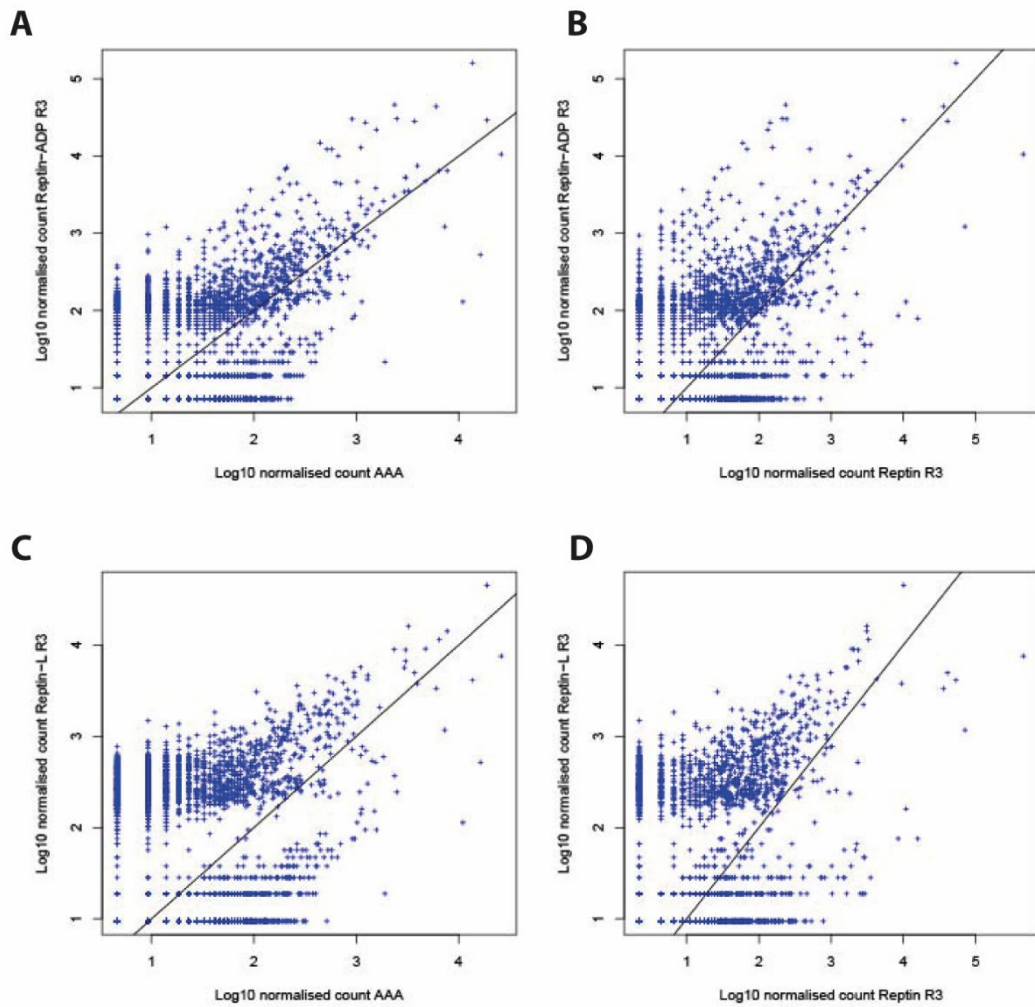 A
B
Log10 normalised count Reptin-ADP R3
5
4
3
2
1
1 2 3 4
Log10 normalised count AAA
Log10 normalised count Reptin-ADP R3
5
4
3
2
1
1 2 3 4 5
Log10 normalised count Reptin R3
C
D
Log10 normalised count Reptin-L R3
4
3
2
1
1 2 3 4
Log10 normalised count AAA
Log10 normalised count Reptin-L R3
4
3
2
1
1 2 3 4 5
Log10 normalised count Reptin R3